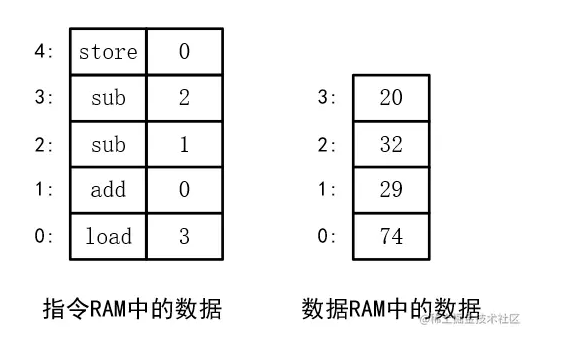 4: store 0
3: sub 2 3: 20
2: sub 1 2: 32
1: add 0 1: 29
0: load 3 0: 74
指令RAM中的数据 数据RAM中的数据
@稀土掘金技术社区